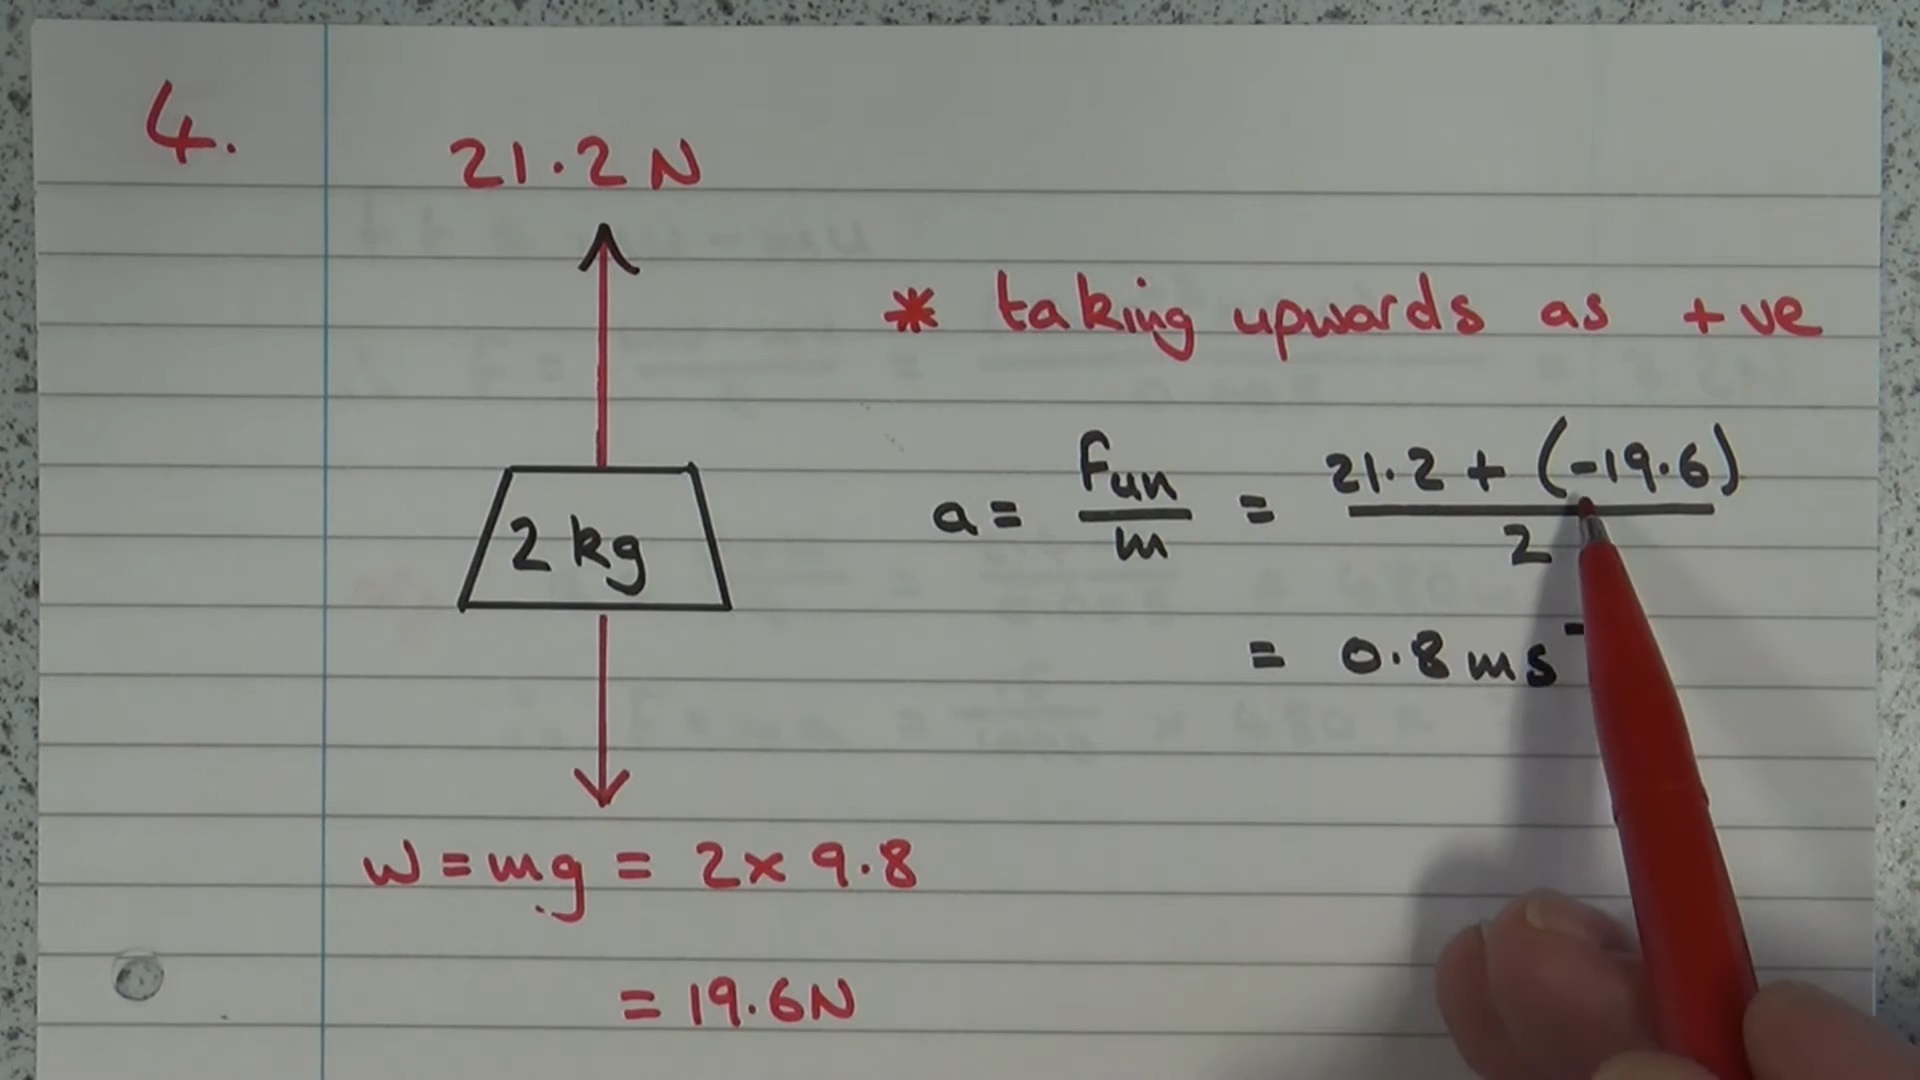 4.
21.2 N
* taking upwards as +ve
a = Fun/m = 21.2 + (-19.6)/2
2 kg
= 0.8 ms⁻
W = mg = 2 x 9.8
= 19.6N